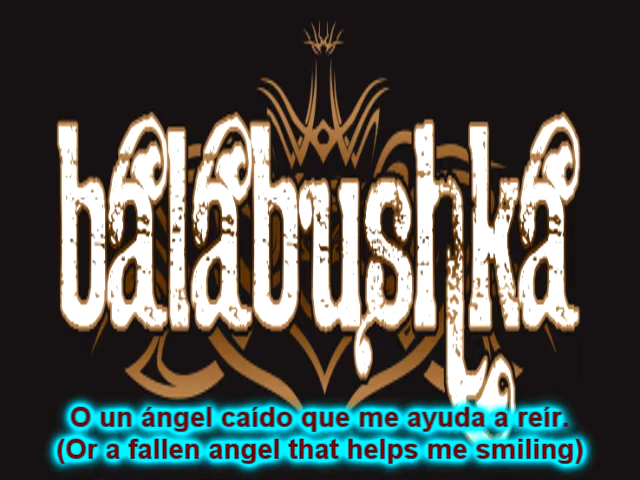 balabushka
O un ángel caído que me ayuda a reír.
(Or a fallen angel that helps me smiling)